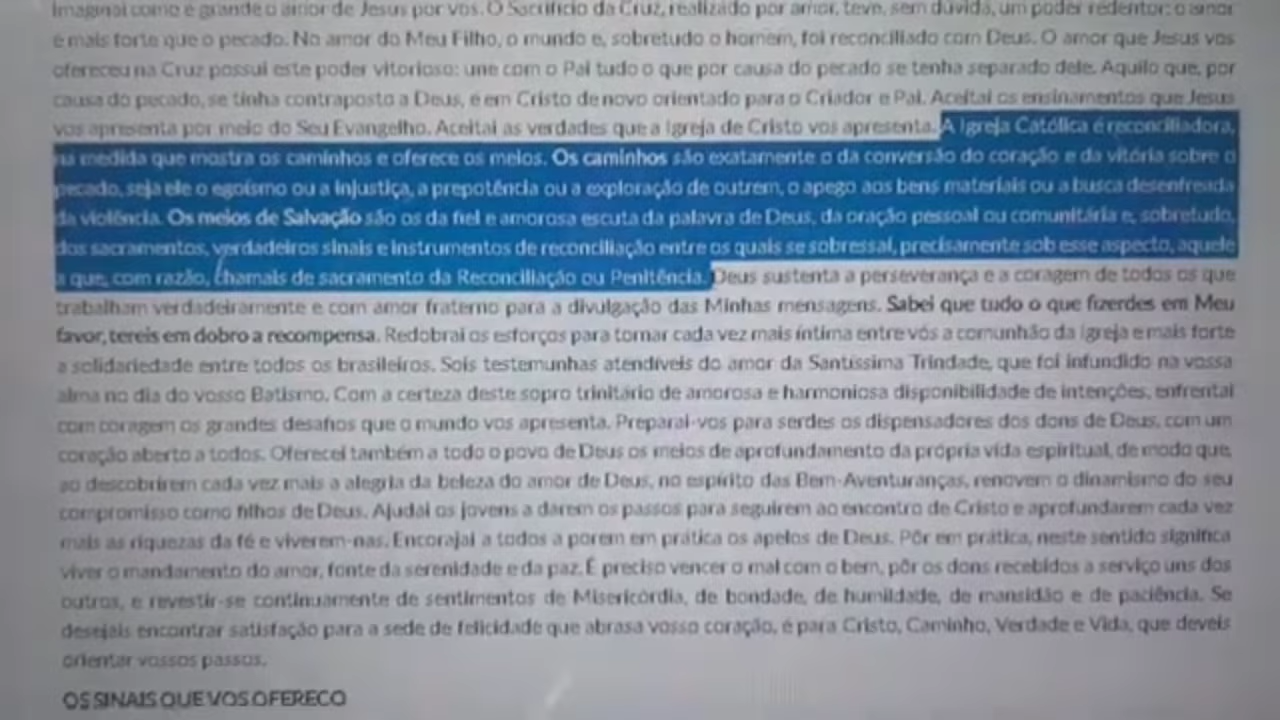 Imaginai como é grande o amor de Jesus por vós. O Sacrifício da Cruz, realizado por amor, teve, sem dúvida, um poder redentor: o amor
é mais forte que o pecado. No amor do Meu Filho, o mundo e, sobretudo o homem, foi reconciliado com Deus. O amor que Jesus vos
ofereceu na Cruz possui este poder vitorioso: une com o Pai tudo o que por causa do pecado se tenha separado dele. Aquilo que, por
causa do pecado, se tinha contraposto a Deus, é em Cristo de novo orientado para o Criador e Pai. Aceitai os ensinamentos que Jesus
vos apresenta por meio do Seu Evangelho. Aceitai as verdades que a Igreja de Cristo vos apresenta. A Igreja Católica é reconciliadora,
na medida que mostra os caminhos e oferece os meios. Os caminhos são exatamente o da conversão do coração e da vitória sobre o
pecado, seja ele o egoísmo ou a injustiça, a prepotência ou a exploração de outrem, o apego aos bens materiais ou a busca desenfreada
da violência. Os meios de Salvação são os da fiel e amorosa escuta da palavra de Deus, da oração pessoal ou comunitária e, sobretudo,
dos sacramentos, verdadeiros sinais e instrumentos de reconciliação entre os quais se sobressai, precisamente sob esse aspecto, aquele
a que, com razão, chamais de sacramento da Reconciliação ou Penitência. Deus sustenta a perseverança e a coragem de todos os que
trabalham verdadeiramente e com amor fraterno para a divulgação das Minhas mensagens. Sabei que tudo o que fizerdes em Meu
favor, tereis em dobro a recompensa. Redobrai os esforços para tornar cada vez mais íntima entre vós a comunhão da Igreja e mais forte
a solidariedade entre todos os brasileiros. Sois testemunhas atendíveis do amor da Santíssima Trindade, que foi infundido na vossa
alma no dia do vosso Batismo. Com a certeza deste sopro trinitário de amorosa e harmoniosa disponibilidade de intenções, enfrentai
com coragem os grandes desafios que o mundo vos apresenta. Preparai-vos para serdes os dispensadores dos dons de Deus, com um
coração aberto a todos. Oferecei também a todo o povo de Deus os meios de aprofundamento da própria vida espiritual, de modo que,
ao descobrirem cada vez mais a alegria da beleza do amor de Deus, no espírito das Bem-Aventuranças, renovem o dinamismo do seu
compromisso como filhos de Deus. Ajudai os jovens a darem os passos para seguirem ao encontro de Cristo e aprofundarem cada vez
mais as riquezas da fé e viverem-nas. Encorajai a todos a porem em prática os apelos de Deus. Pôr em prática, neste sentido significa
viver o mandamento do amor, fonte da serenidade e da paz. É preciso vencer o mal com o bem, pôr os dons recebidos a serviço uns dos
outros, e revestir-se continuamente de sentimentos de Misericórdia, de bondade, de humildade, de mansidão e de paciência. Se
desejais encontrar satisfação para a sede de felicidade que abrasa vosso coração, é para Cristo, Caminho, Verdade e Vida, que deveis
orientar vossos passos.
OS SINAIS QUE VOS OFEREÇO